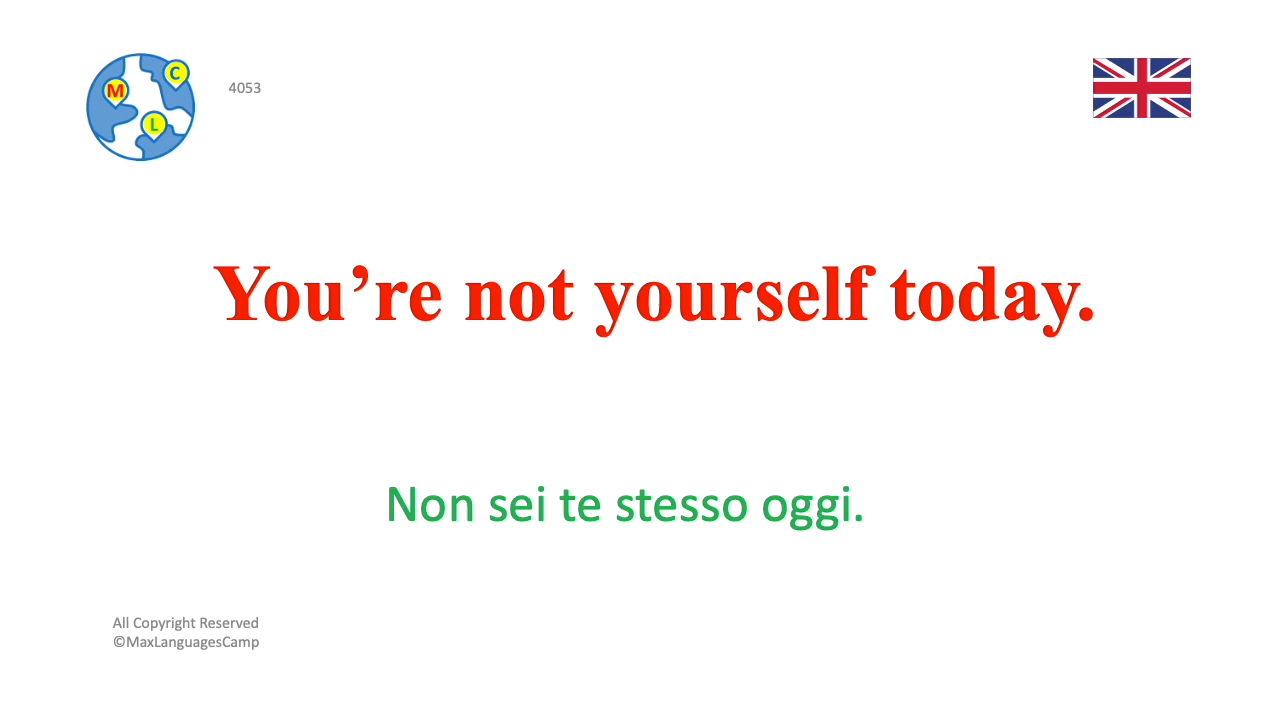 C
M
L
4053
You’re not yourself today.
Non sei te stesso oggi.
All Copyright Reserved
©MaxLanguagesCamp